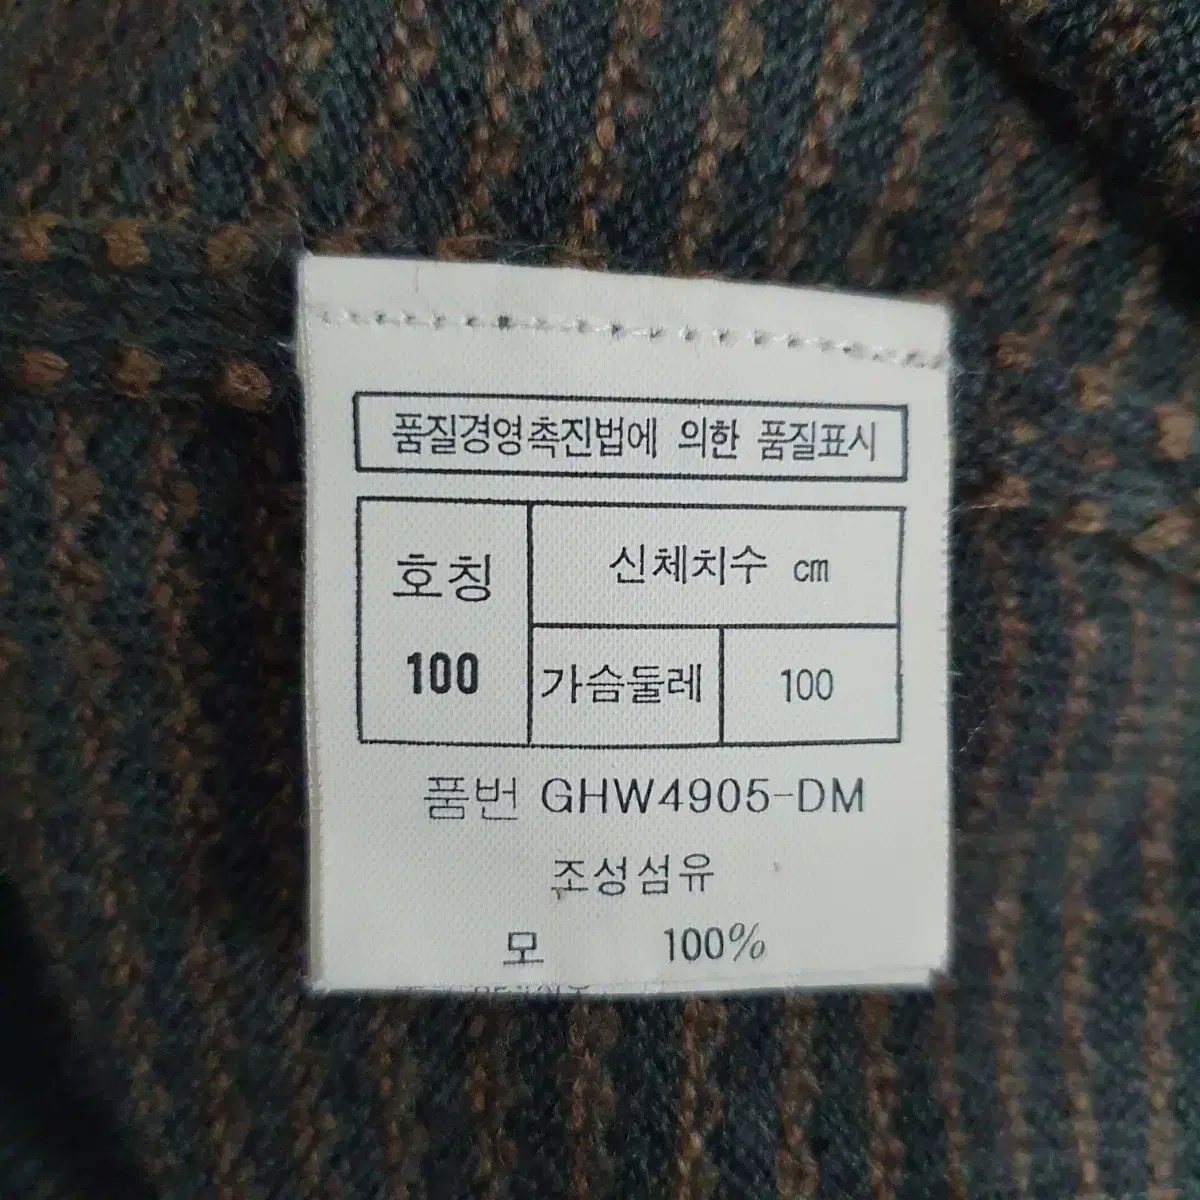 품질경영촉진법에 의한 품질표시
호칭
100
신체치수 cm
가슴둘레 100
품번 GHW4905-DM
조성섬유
모 100%